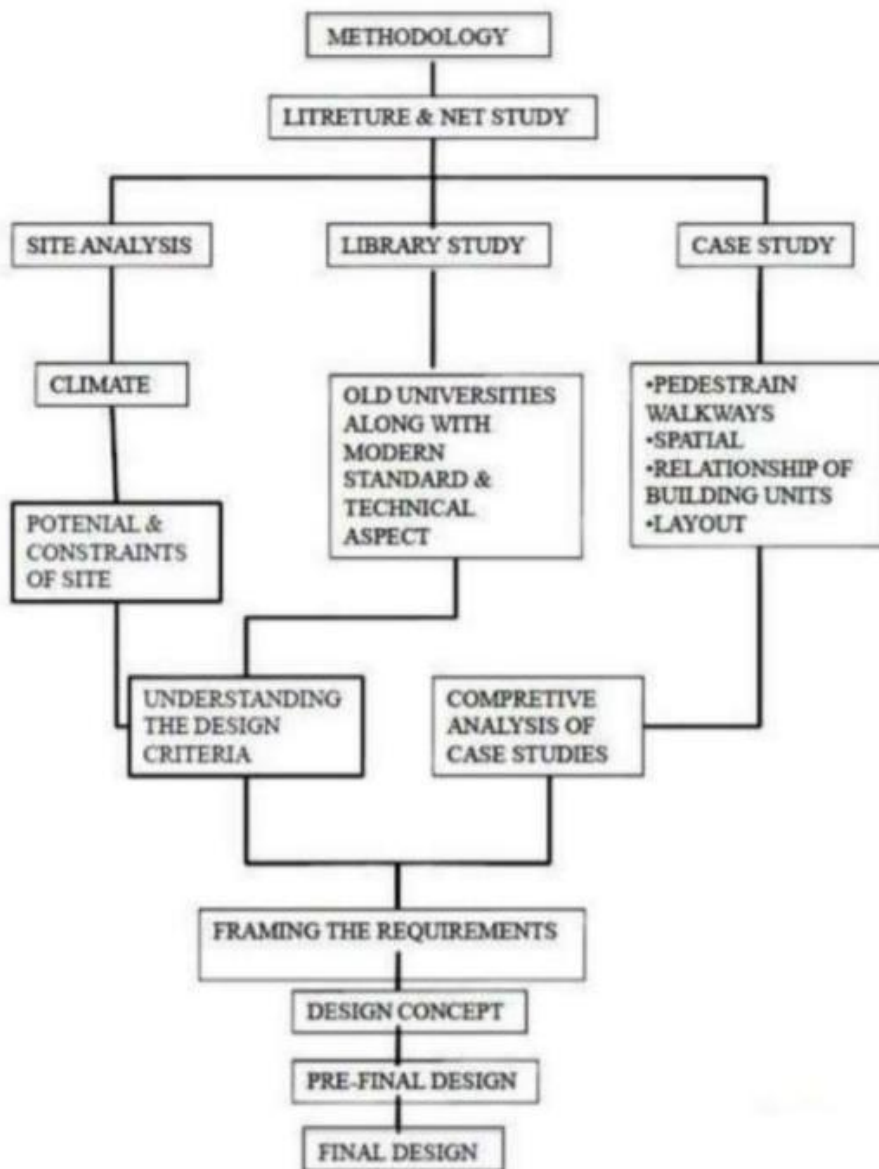 METHODOLOGY
LITRETURE & NET STUDY
SITE ANALYSIS
LIBRARY STUDY
CASE STUDY
CLIMATE
OLD UNIVERSITIES
ALONG WITH
MODERN
STANDARD &
TECHNICAL
ASPECT
•PEDESTRAIN
WALKWAYS
•SPATIAL
•RELATIONSHIP OF
BUILDING UNITS
•LAYOUT
POTENIAL &
CONSTRAINTS
OF SITE
UNDERSTANDING
THE DESIGN
CRITERIA
COMPRETIVE
ANALYSIS OF
CASE STUDIES
FRAMING THE REQUIREMENTS
DESIGN CONCEPT
PRE-FINAL DESIGN
FINAL DESIGN